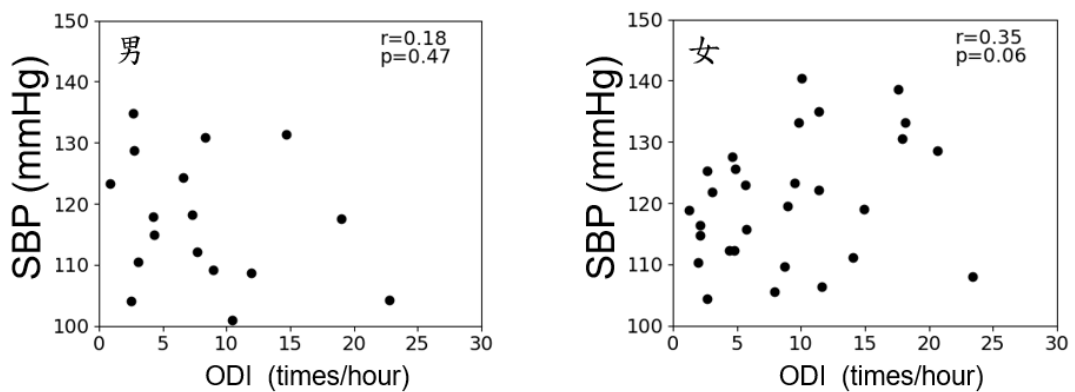 150
140
130
120
110
100
SBP (mmHg)
男
r=0.18
p=0.47
0 5 10 15 20 25 30
ODI (times/hour)
150
140
130
120
110
100
SBP (mmHg)
女
r=0.35
p=0.06
0 5 10 15 20 25 30
ODI (times/hour)